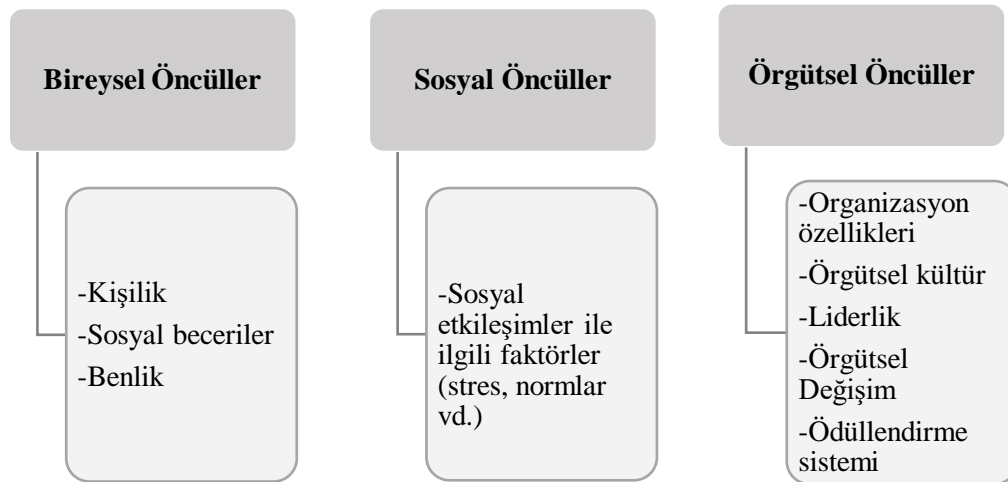 Bireysel Öncüller
-Kişilik
-Sosyal beceriler
-Benlik
Sosyal Öncüller
-Sosyal
etkileşimler ile
ilgili faktörler
(stres, normlar
vd.)
Örgütsel Öncüller
-Organizasyon
özellikleri
-Örgütsel kültür
-Liderlik
-Örgütsel
Değişim
-Ödüllendirme
sistemi